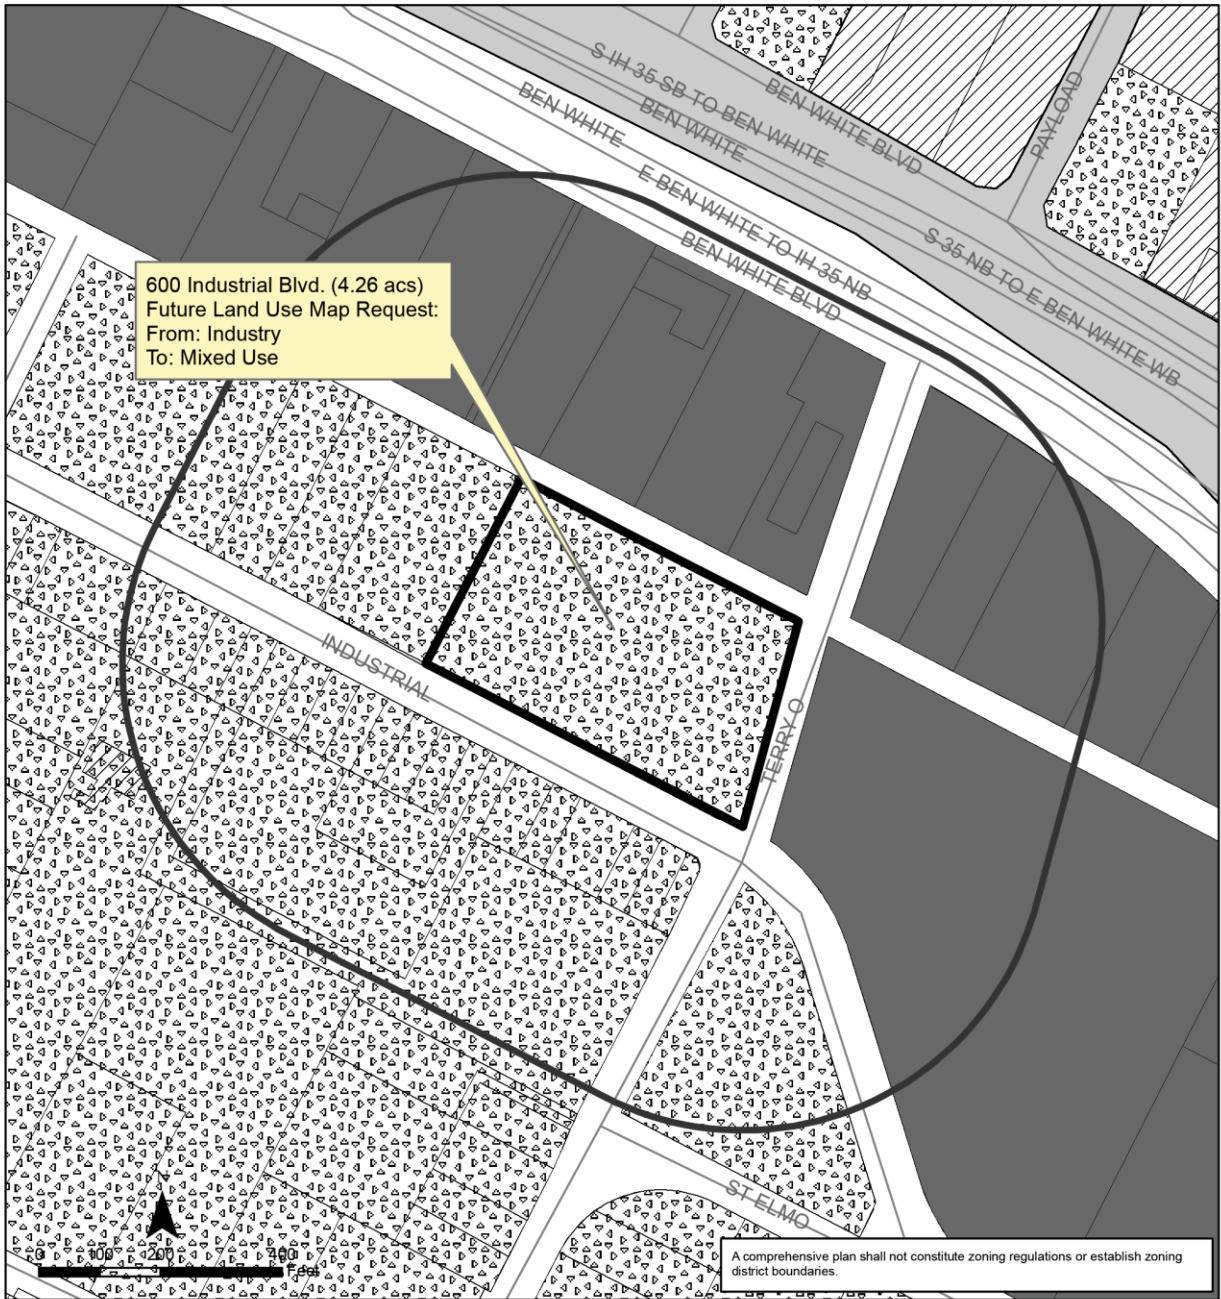 S IH 35 SB TO BEN WHITE
BEN WHITE BLVD
PAYLOAD
BEN WHITE
BEN WHITE
E BEN WHITE TO IH 35 NB
S 35 NB TO E BEN WHITE WB
BEN WHITE BLVD
600 Industrial Blvd. (4.26 acs)
Future Land Use Map Request:
From: Industry
To: Mixed Use
INDUSTRIAL
TERRY O
ST ELMO
0 100 200 400
Feet
A comprehensive plan shall not constitute zoning regulations or establish zoning
district boundaries.